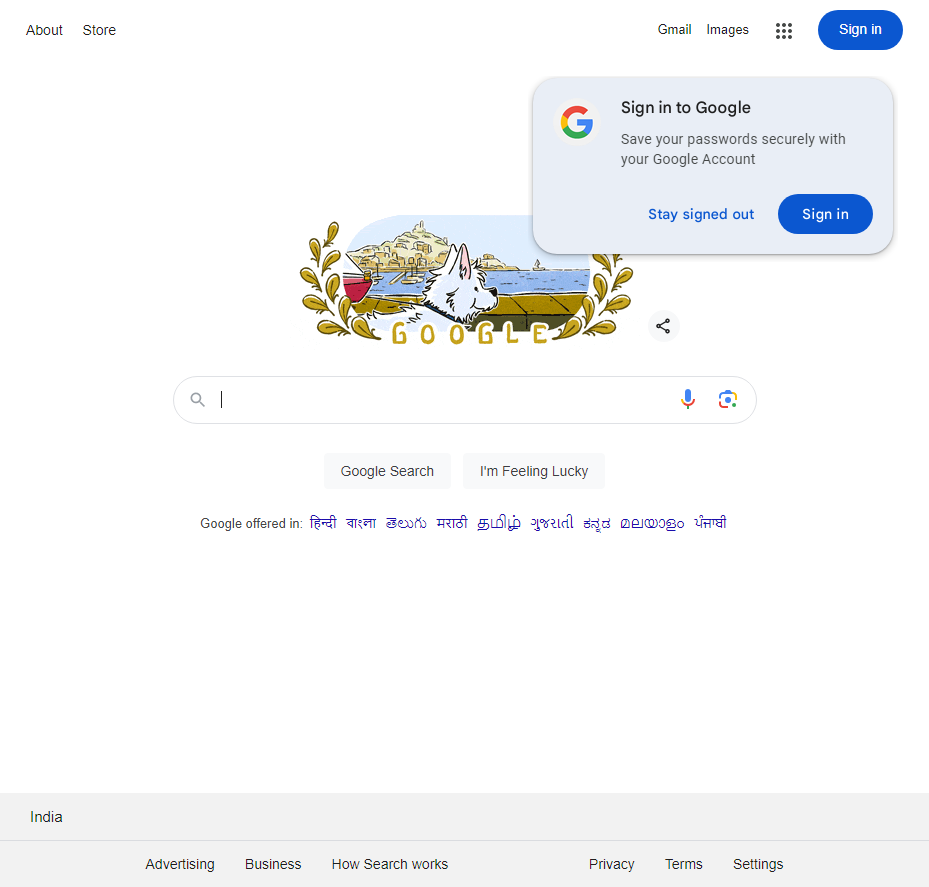 About Store Gmail Images Sign in
Sign in to Google
Save your passwords securely with
your Google Account
Stay signed out Sign in
GOOGLE
Google Search I'm Feeling Lucky
Google offered in: हिन्दी বাংলা తెలుగు मराठी தமிழ் ગુજરાતી ಕನ್ನಡ മലയാളം ਪੰਜਾਬੀ
India
Advertising Business How Search works Privacy Terms Settings